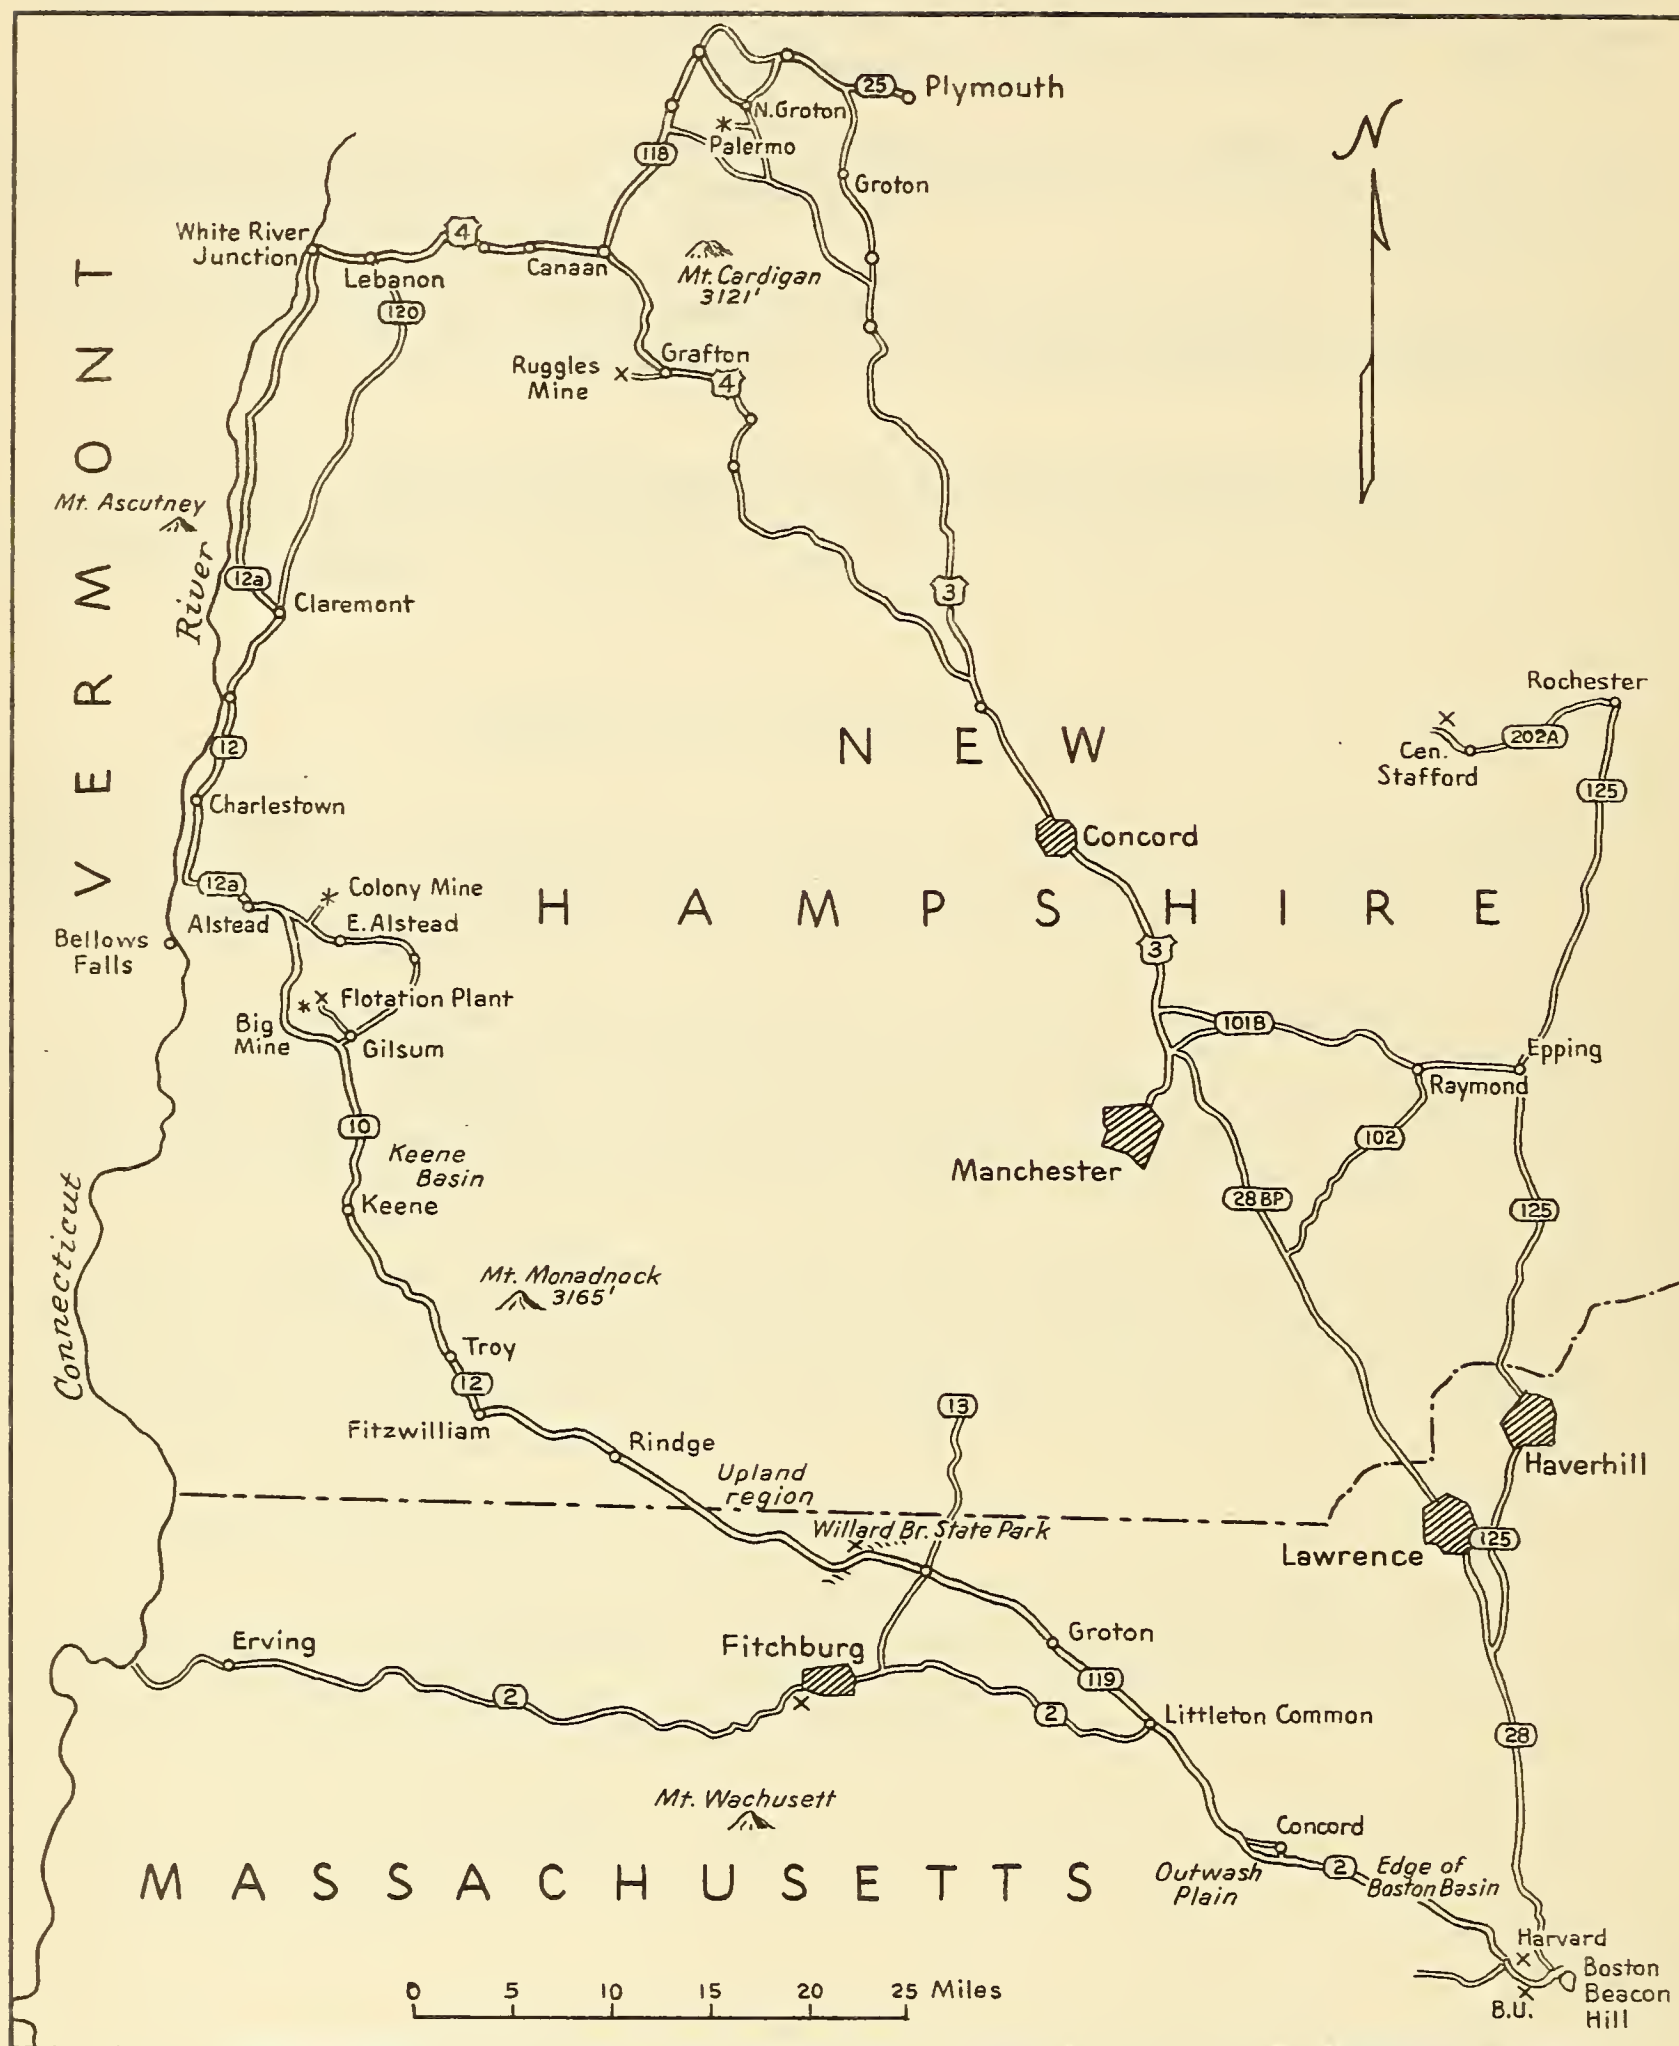 25
Plymouth
N
N. Groton
Palermo
118
Groton
White River
Junction
4
Canaan
Lebanon
120
Mt. Cardigan
3121'
Grafton
Ruggles
Mine
4
Mt. Ascutney
River
12a
Claremont
3
VERMONT
12
Charlestown
Rochester
202A
Cen.
Stafford
125
NEW
HAMPSHIRE
Concord
12a
Colony Mine
Alstead
E. Alstead
Bellows
Falls
3
Flotation Plant
Big
Mine
Gilsum
101B
Epping
Raymond
10
102
Keene
Basin
Manchester
Keene
28 BP
125
Connecticut
Mt. Monadnock
3165'
Troy
12
Fitzwilliam
13
Rindge
Upland
region
Haverhill
Willard Br. State Park
Lawrence
125
Erving
Fitchburg
Groton
119
2
2
Littleton Common
28
Mt. Wachusett
Concord
2
MASSACHUSETTS
Outwash
Plain
Edge of
Boston Basin
Harvard
Boston
Beacon
Hill
B.U.
0 5 10 15 20 25 Miles